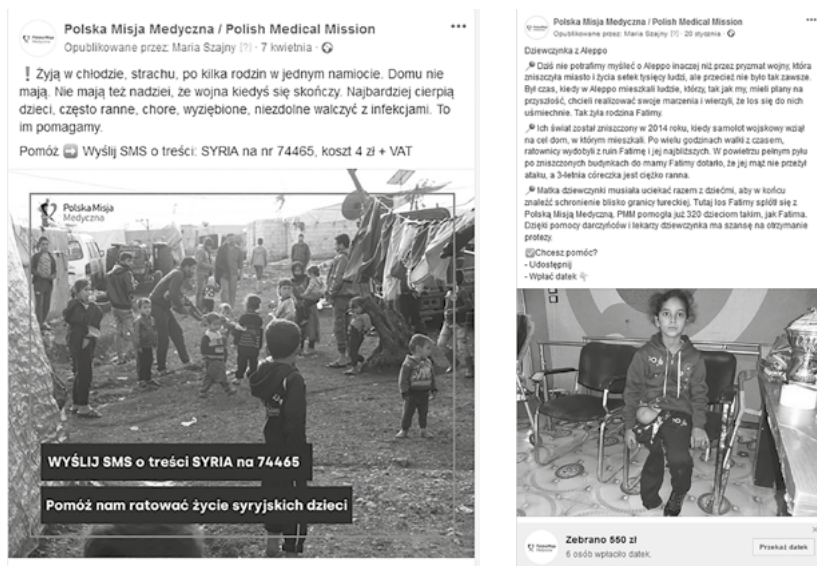 Polska Misja Medyczna / Polish Medical Mission
Opublikowane przez: Maria Szajny [?] · 7 kwietnia ·
!! Żyją w chłodzie, strachu, po kilka rodzin w jednym namiocie. Domu nie
mają. Nie mają też nadziei, że wojna kiedyś się skończy. Najbardziej cierpią
dzieci, często ranne, chore, wyziębione, niezdolne walczyć z infekcjami. To
im pomagamy.
Pomóż ➡ Wyślij SMS o treści: SYRIA na nr 74465, koszt 4 zł + VAT
Polska Misja
Medyczna
WYŚLIJ SMS o treści SYRIA na 74465
Pomóż nam ratować życie syryjskich dzieci
Polska Misja Medyczna / Polish Medical Mission
Opublikowane przez: Maria Szajny [?] · 20 stycznia ·
Dziewczynka z Aleppo
Dziś nie potrafimy myśleć o Aleppo inaczej niż przez pryzmat wojny, która
zniszczyła miasto i życia setek tysięcy ludzi, ale przecież nie było tak zawsze.
Był czas, kiedy w Aleppo mieszkali ludzie, którzy, tak jak my, mieli plany na
przyszłość, chcieli realizować swoje marzenia i wierzyli, że los się do nich
uśmiechnie. Tak żyła rodzina Fatimy.
Ich świat został zniszczony w 2014 roku, kiedy samolot wojskowy wziął
na cel dom, w którym mieszkali. Po wielu godzinach walki z czasem,
ratownicy wydobyli z ruin Fatimę i jej najbliższych. W powietrzu pełnym pyłu
po zniszczonych budynkach do mamy Fatimy dotarło, że jej mąż nie przeżył
ataku, a 3-letnia córeczka jest ciężko ranna.
Matka dziewczynki musiała uciekać razem z dziećmi, aby w końcu
znaleźć schronienie blisko granicy tureckiej. Tutaj los Fatimy splótł się z
Polską Misją Medyczną. PMM pomogła już 320 dzieciom takim, jak Fatima.
Dzięki pomocy darczyńców i lekarzy dziewczynka ma szansę na otrzymanie
protezy.
☑Chcesz pomóc?
- Udostępnij
- Wpłać datek
Zebrano 550 zł
6 osób wpłaciło datek.
Przekaż datek